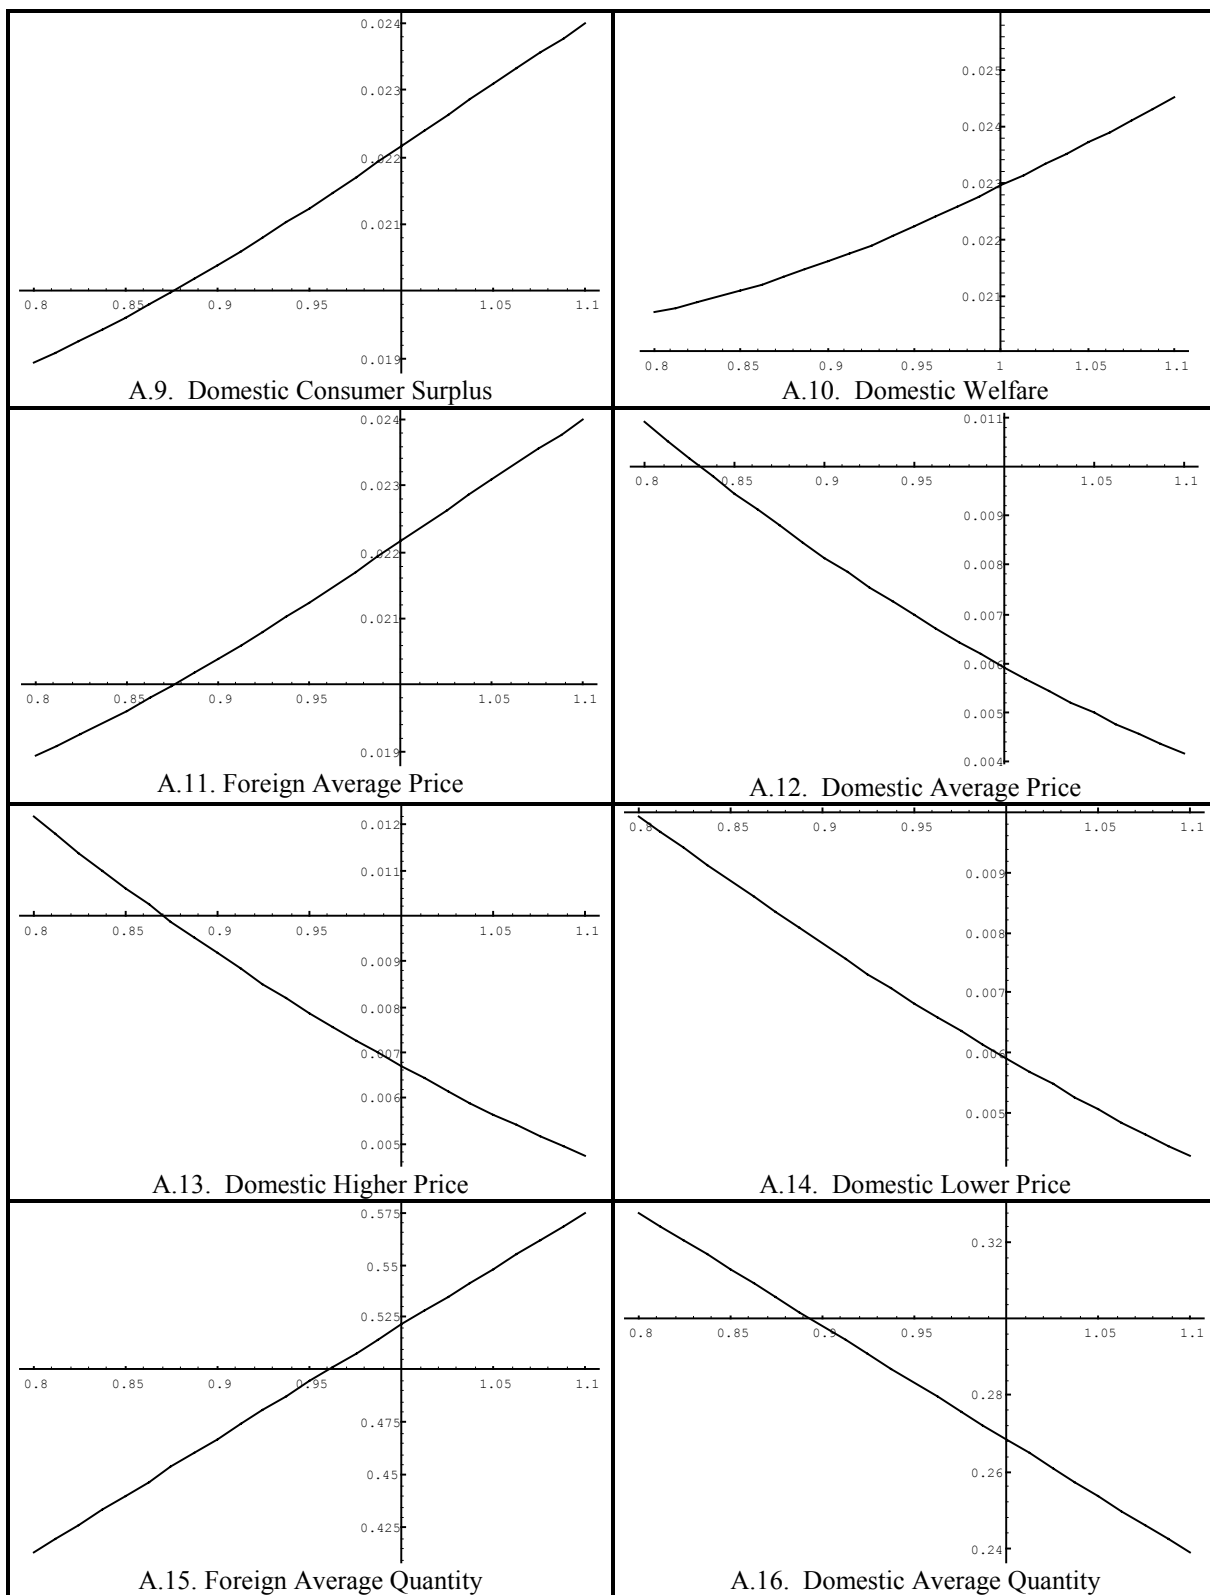 0.024
0.023
0.022
0.021
0.8 0.85 0.9 0.95 1.05 1.1
0.019
A.9. Domestic Consumer Surplus
0.025
0.024
0.023
0.022
0.021
0.8 0.85 0.9 0.95 1 1.05 1.1
A.10. Domestic Welfare
0.024
0.023
0.022
0.021
0.8 0.85 0.9 0.95 1.05 1.1
0.019
A.11. Foreign Average Price
0.011
0.8 0.85 0.9 0.95 1.05 1.1
0.009
0.008
0.007
0.006
0.005
0.004
A.12. Domestic Average Price
0.012
0.011
0.8 0.85 0.9 0.95 1.05 1.1
0.009
0.008
0.007
0.006
0.005
A.13. Domestic Higher Price
0.8 0.85 0.9 0.95 1.05 1.1
0.009
0.008
0.007
0.006
0.005
A.14. Domestic Lower Price
0.575
0.55
0.525
0.8 0.85 0.9 0.95 1.05 1.1
0.475
0.45
0.425
A.15. Foreign Average Quantity
0.32
0.8 0.85 0.9 0.95 1.05 1.1
0.28
0.26
0.24
A.16. Domestic Average Quantity